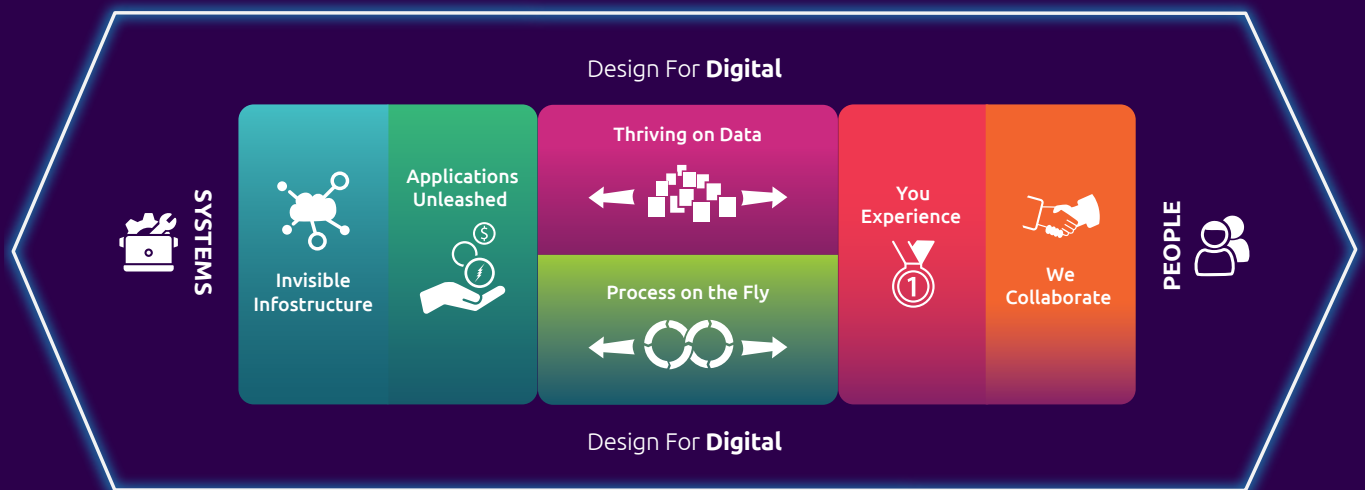 Design For Digital
SYSTEMS
Invisible
Infostructure
Applications
Unleashed
$
Thriving on Data
Process on the Fly
You
Experience
1
We
Collaborate
PEOPLE
Design For Digital